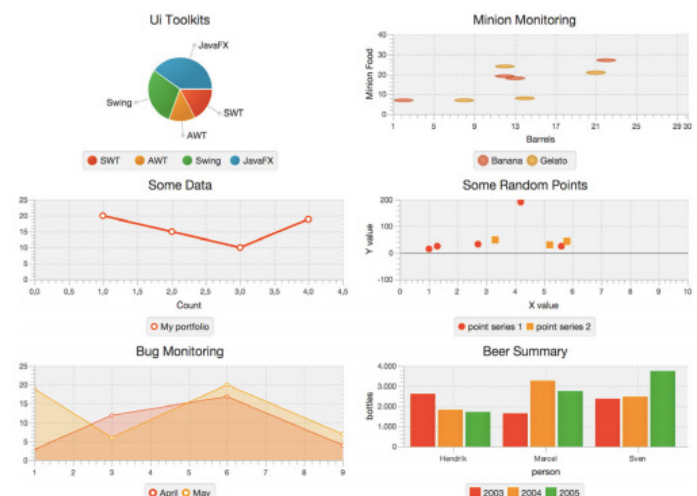 Ui Toolkits
JavaFX
Swing
SWT
AWT
SWT AWT Swing JavaFX
Minion Monitoring
Minion Food
40
30
20
10
0
1 5 9 13 17 21 25 29 30
Barrels
Banana Gelato
Some Data
25
20
15
10
5
0
0,0 0,5 1,0 1,5 2,0 2,5 3,0 3,5 4,0 4,5
Count
My portfolio
Some Random Points
Y value
200
100
0
-100
0 1 2 3 4 5 6 7 8 9 10
X value
point series 1 point series 2
Bug Monitoring
25
20
15
10
5
0
1 2 3 4 5 6 7 8 9
April May
Beer Summary
bottles
4.000
3.000
2.000
1.000
0
Hendrik Marcel Sven
person
2003 2004 2005